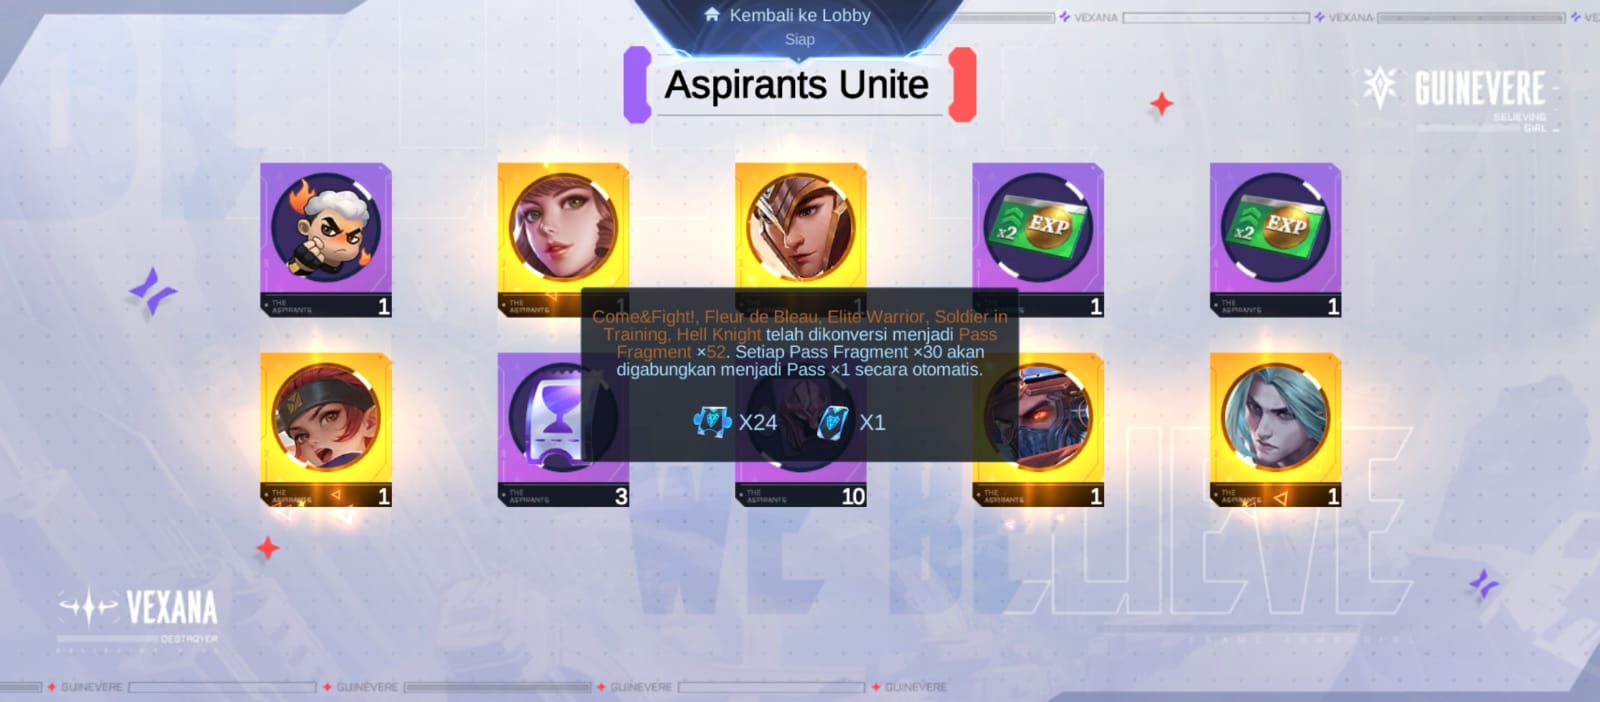 Kembali ke Lobby
Siap
VEXANA
VEXANA
Aspirants Unite
GUINEVERE
BELIEVING
GIRL
x2 EXP
x2 EXP
THE
ASPIRANTS 1
THE
ASPIRANTS 1
1
1
THE
ASPIRANTS 1
Come&Fight!, Fleur de Bleau, Elite Warrior, Soldier in
Training, Hell Knight telah dikonversi menjadi Pass
Fragment ×52. Setiap Pass Fragment ×30 akan
digabungkan menjadi Pass ×1 secara otomatis.
X24 X1
THE
ASPIRANTS 1
THE
ASPIRANTS 3
THE
ASPIRANTS 10
THE
ASPIRANTS 1
THE
ASPIRANTS 1
WE BELIEVE
VEXANA
DESTROYER
GUINEVERE
GUINEVERE
GUINEVERE
GUINEVERE